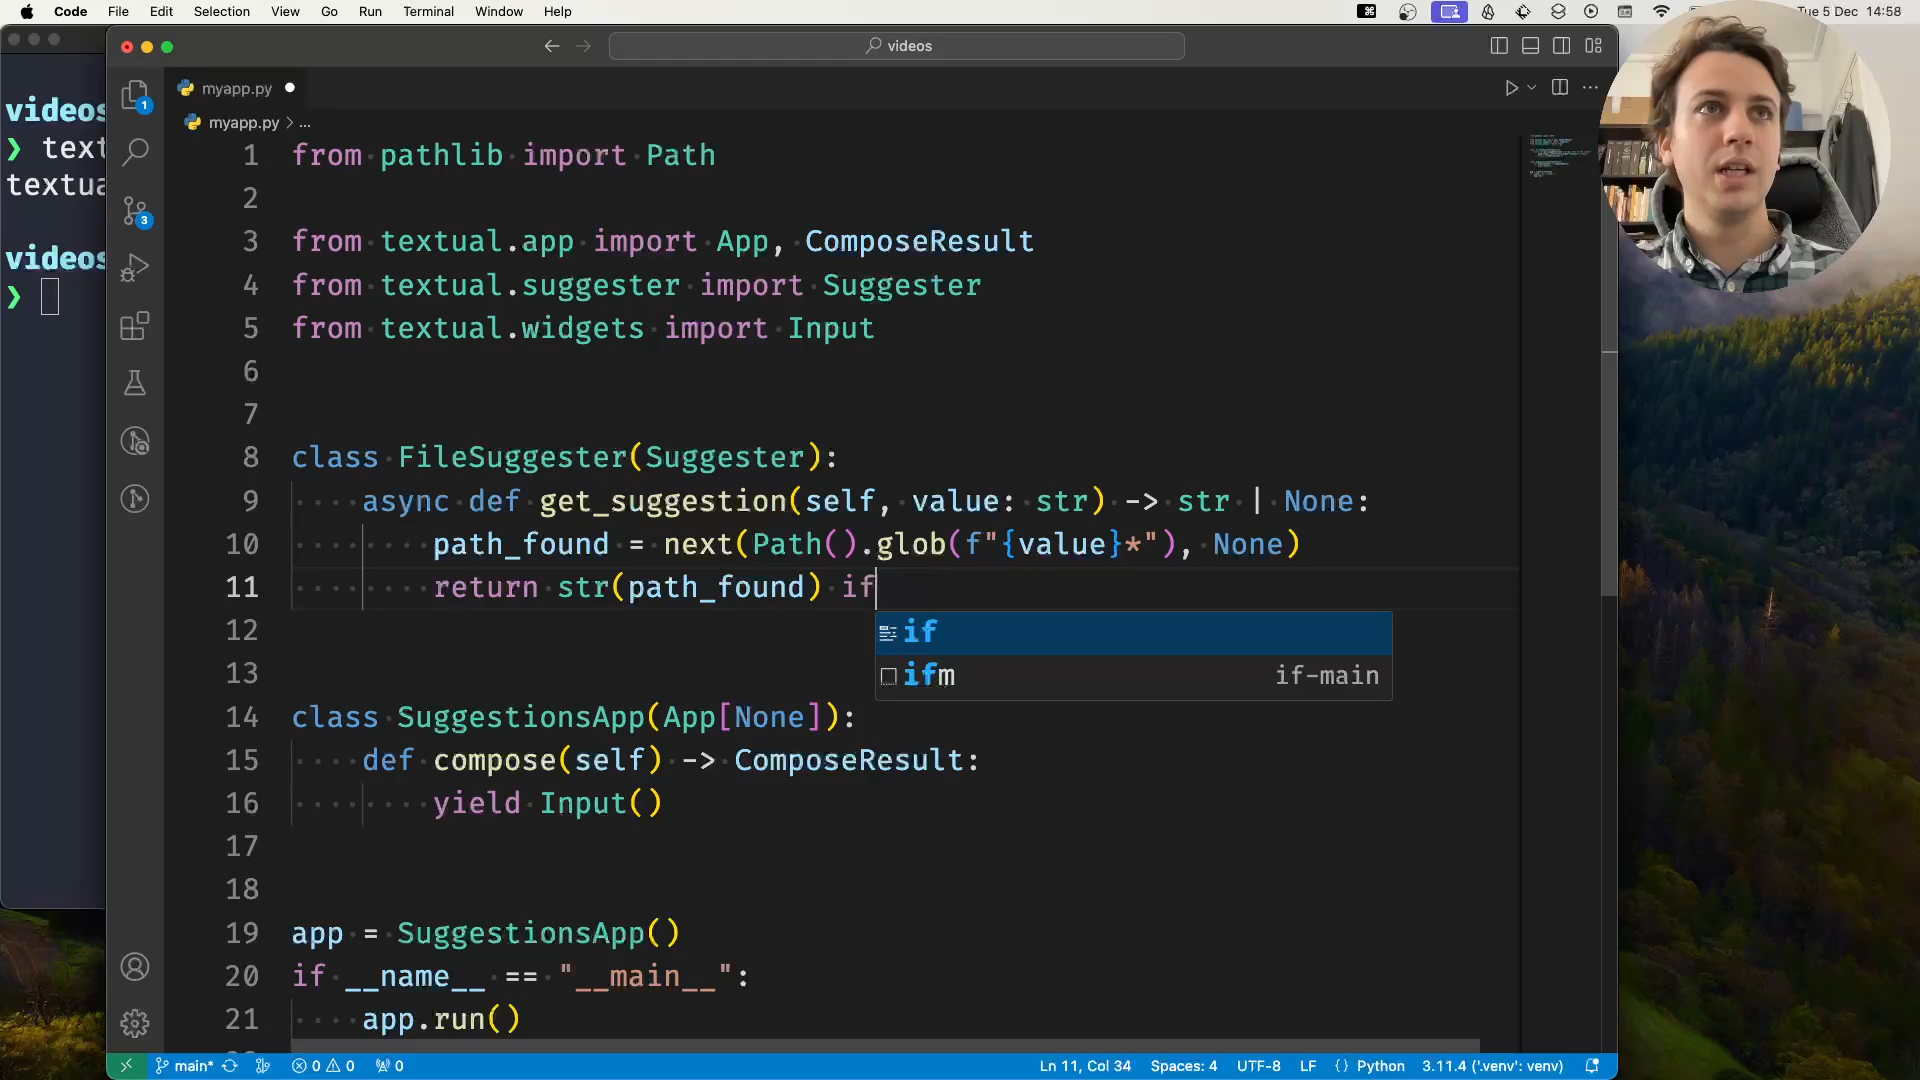 Code File Edit Selection View Go Run Terminal Window Help
Tue 5 Dec 14:58
videos
videos
text
textua
videos
myapp.py
myapp.py > ...
1 from pathlib import Path
2
3 from textual.app import App, ComposeResult
4 from textual.suggester import Suggester
5 from textual.widgets import Input
6
7
8 class FileSuggester(Suggester):
9 async def get_suggestion(self, value: str) -> str | None:
10 path_found = next(Path().glob(f"{value}*"), None)
11 return str(path_found) if
if
ifm if-main
12
13
14 class SuggestionsApp(App[None]):
15 def compose(self) -> ComposeResult:
16 yield Input()
17
18
19 app = SuggestionsApp()
20 if __name__ == "__main__":
21 app.run()
1
3
main* 0 0 0 Ln 11, Col 34 Spaces: 4 UTF-8 LF Python 3.11.4 ('.venv': venv)